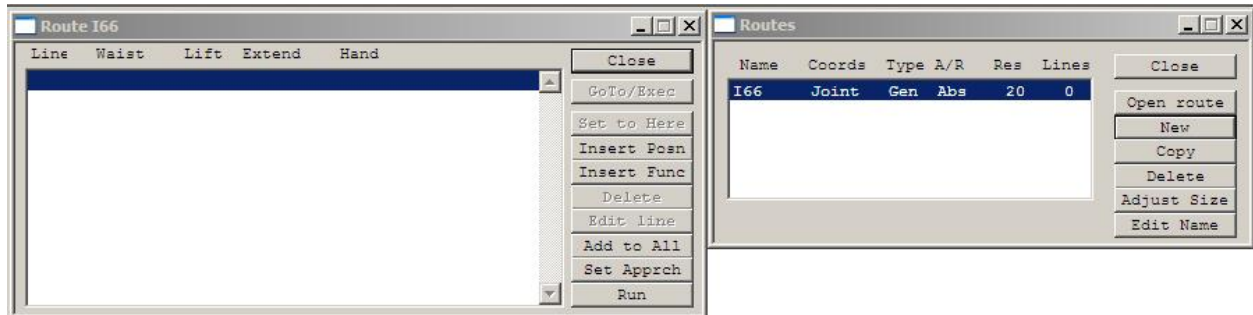 Route I66
Line Waist Lift Extend Hand
Close
GoTo/Exec
Set to Here
Insert Posn
Insert Func
Delete
Edit line
Add to All
Set Apprch
Run
Routes
Name Coords Type A/R Res Lines
I66 Joint Gen Abs 20 0
Close
Open route
New
Copy
Delete
Adjust Size
Edit Name